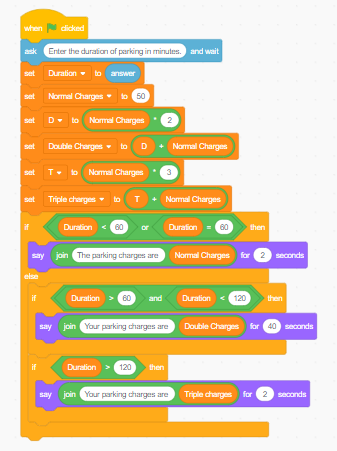 when clicked
ask Enter the duration of parking in minutes. and wait
set Duration to answer
set Normal Charges to 50
set D to Normal Charges * 2
set Double Charges to D + Normal Charges
set T to Normal Charges * 3
set Triple charges to T + Normal Charges
if Duration < 60 or Duration = 60 then
say join The parking charges are Normal Charges for 2 seconds
else
if Duration > 60 and Duration < 120 then
say join Your parking charges are Double Charges for 40 seconds
if Duration > 120 then
say join Your parking charges are Triple charges for 2 seconds